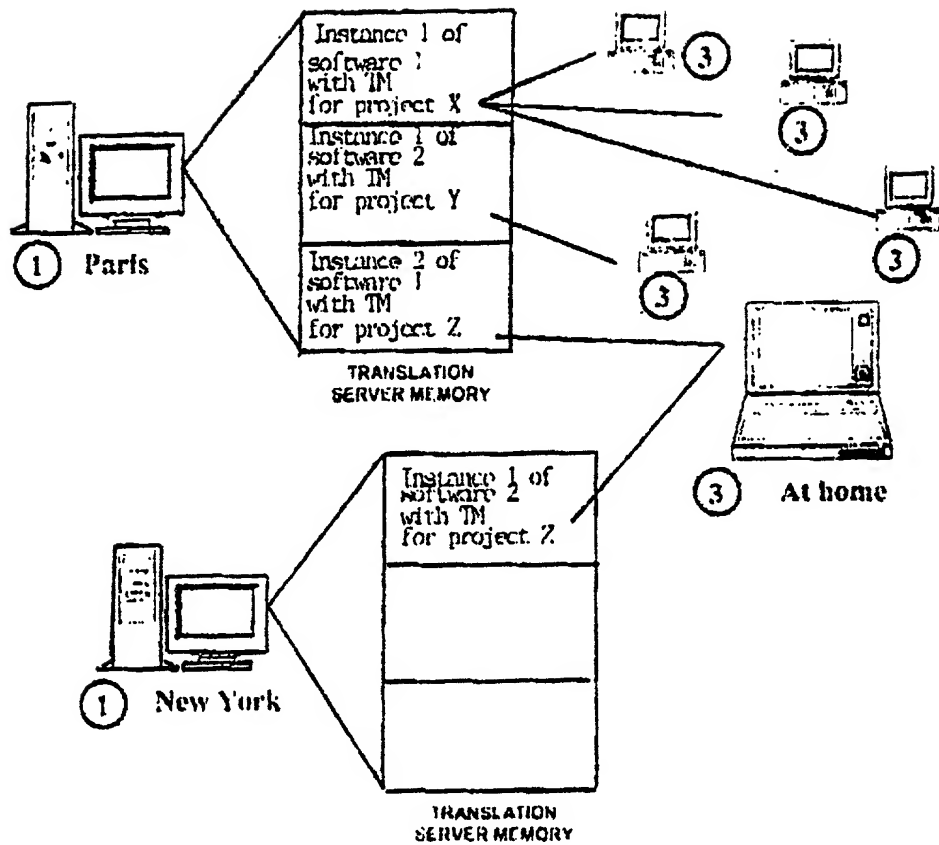 Instance 1 of
software 1
with TM
for project X
Instance 1 of
software 2
with TM
for project Y
Instance 2 of
software 1
with TM
for project Z
TRANSLATION
SERVER MEMORY
1 Paris
3
3
3
3
3 At home
Instance 1 of
software 2
with TM
for project Z
1 New York
TRANSLATION
SERVER MEMORY